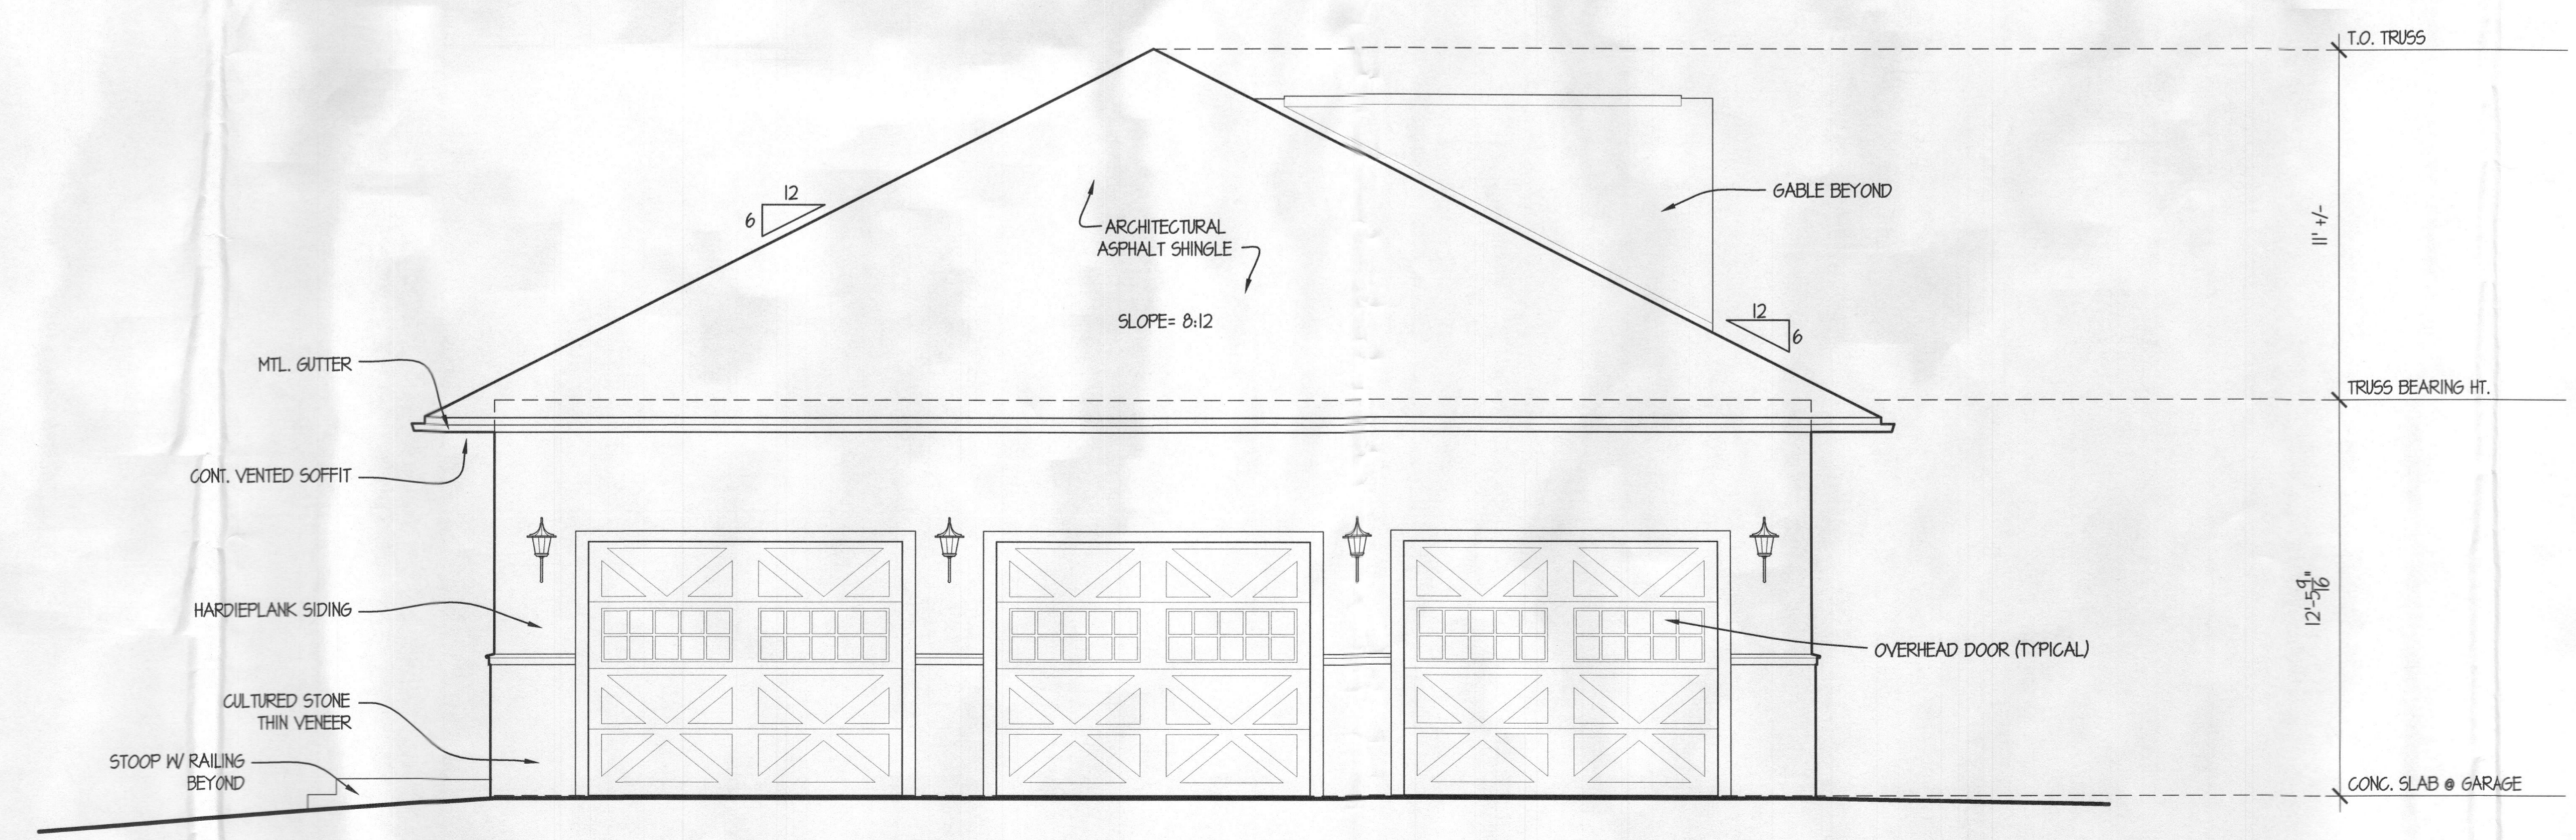 T.O. TRUSS
12
6
GABLE BEYOND
ARCHITECTURAL
ASPHALT SHINGLE
11' +/-
SLOPE= 8:12
12
6
MTL. GUTTER
TRUSS BEARING HT.
CONT. VENTED SOFFIT
HARDIEPLANK SIDING
12'-5 9/16"
OVERHEAD DOOR (TYPICAL)
CULTURED STONE
THIN VENEER
STOOP W/ RAILING
BEYOND
CONC. SLAB @ GARAGE